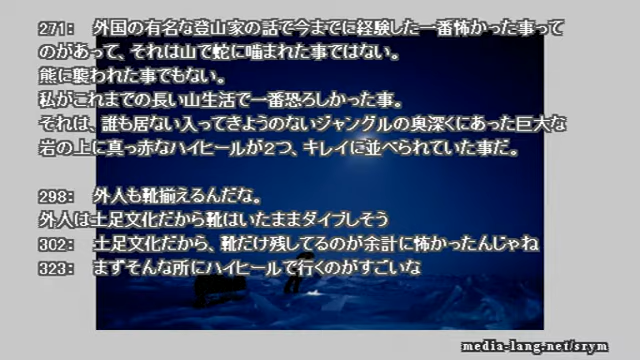 271： 外国の有名な登山家の話で今までに経験した一番怖かった事って
のがあって、それは山で蛇に噛まれた事ではない。
熊に襲われた事でもない。
私がこれまでの長い山生活で一番恐ろしかった事。
それは、誰も居ない入ってきようのないジャングルの奥深くにあった巨大な
岩の上に真っ赤なハイヒールが２つ、キレイに並べられていた事だ。
298： 外人も靴揃えるんだな。
外人は土足文化だから靴はいたままダイブしそう
302： 土足文化だから、靴だけ残してるのが余計に怖かったんじゃね
323： まずそんな所にハイヒールで行くのがすごいな
media-lang.net/srym